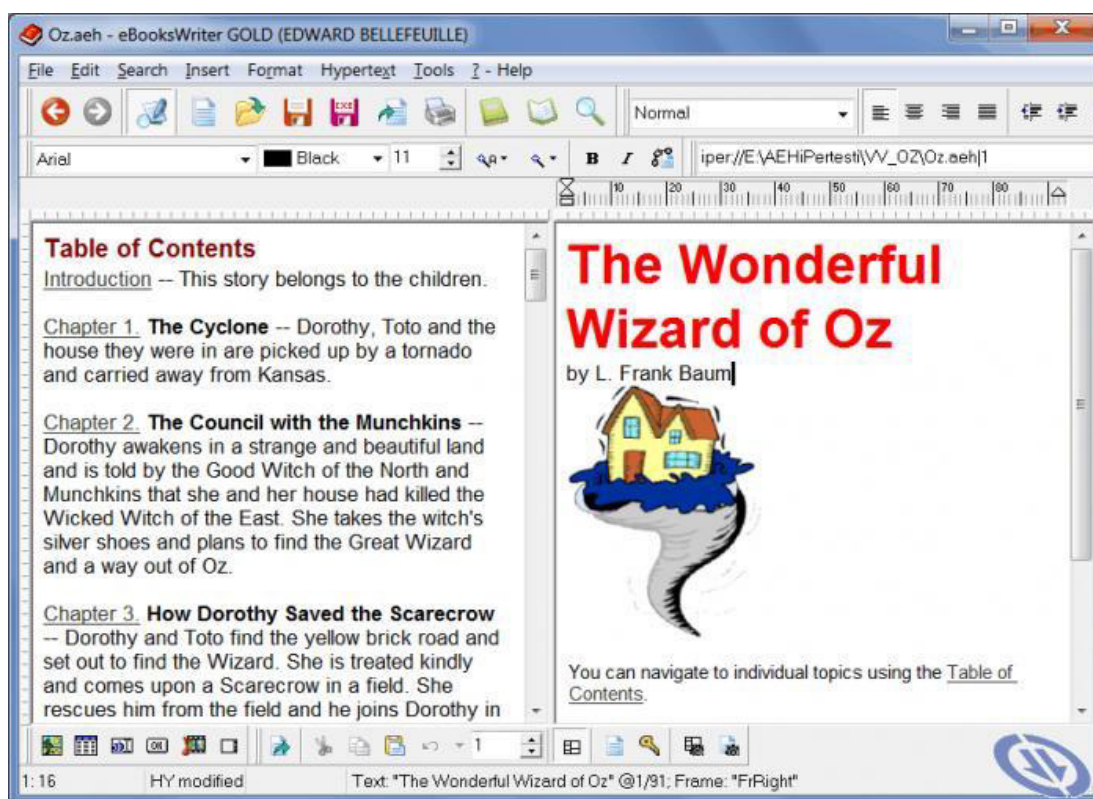 Oz.aeh - eBooksWriter GOLD (EDWARD BELLEFEUILLE)
File Edit Search Insert Format Hypertext Tools ? - Help
EXE
Normal
Arial
Black
11
B I
iper://E:\AEHiPertesti\VV_OZ\Oz.aeh|1
10 20 30 40 50 60 70 80
Table of Contents
Introduction -- This story belongs to the children.
Chapter 1. The Cyclone -- Dorothy, Toto and the
house they were in are picked up by a tornado
and carried away from Kansas.
Chapter 2. The Council with the Munchkins --
Dorothy awakens in a strange and beautiful land
and is told by the Good Witch of the North and
Munchkins that she and her house had killed the
Wicked Witch of the East. She takes the witch's
silver shoes and plans to find the Great Wizard
and a way out of Oz.
Chapter 3. How Dorothy Saved the Scarecrow
-- Dorothy and Toto find the yellow brick road and
set out to find the Wizard. She is treated kindly
and comes upon a Scarecrow in a field. She
rescues him from the field and he joins Dorothy in
The Wonderful
Wizard of Oz
by L. Frank Baum
You can navigate to individual topics using the Table of
Contents.
OK
1
1: 16
HY modified
Text: "The Wonderful Wizard of Oz" @1/91; Frame: "FrRight"